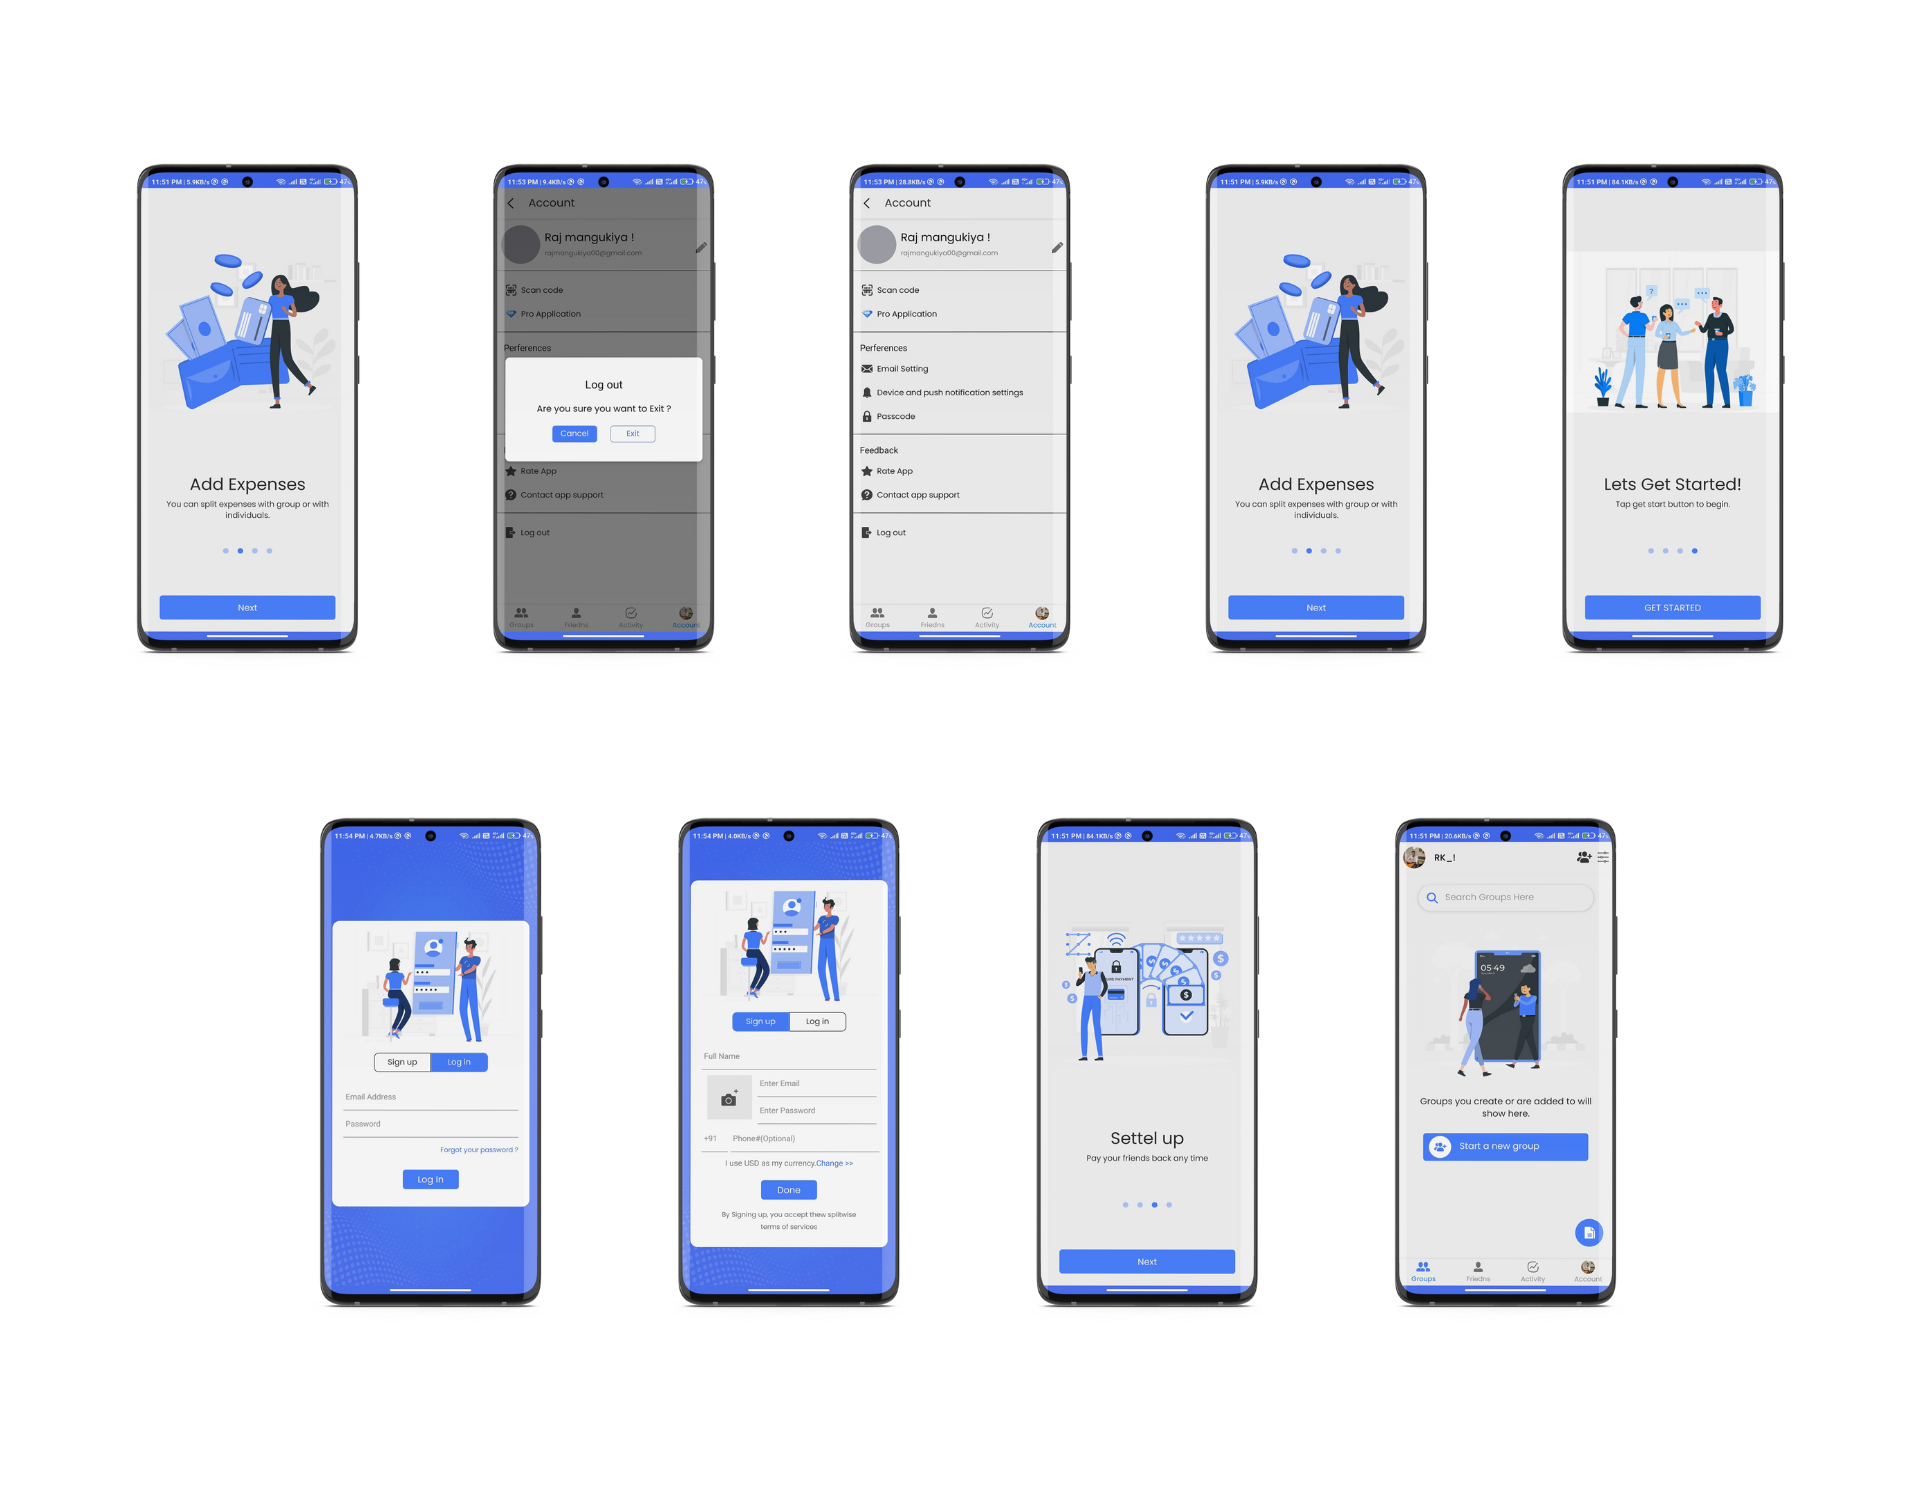 11:51 PM | 5.9KB/s
47
Add Expenses
You can split expenses with group or with
individuals.
Next
11:53 PM | 9.4KB/s
47
Account
Raj mangukiya !
rajmangukiya00@gmail.com
Scan code
Pro Application
Perferences
Log out
Are you sure you want to Exit ?
Cancel
Exit
Rate App
Contact app support
Log out
Groups
Friedns
Activity
Account
11:53 PM | 28.8KB/s
47
Account
Raj mangukiya !
rajmangukiya00@gmail.com
Scan code
Pro Application
Perferences
Email Setting
Device and push notification settings
Passcode
Feedback
Rate App
Contact app support
Log out
Groups
Friedns
Activity
Account
11:51 PM | 5.9KB/s
47
Add Expenses
You can split expenses with group or with
individuals.
Next
11:51 PM | 84.1KB/s
47
?
Lets Get Started!
Tap get start button to begin.
GET STARTED
11:54 PM | 4.7KB/s
47
Sign up
Log in
Email Address
Password
Forgot your password ?
Log In
11:54 PM | 4.0KB/s
47
Sign up
Log in
Full Name
Enter Email
Enter Password
+91
Phone#(Optional)
I use USD as my currency.Change >>
Done
By Signing up, you accept thew splitwise
terms of services
11:51 PM | 84.1KB/s
47
PAYMENT
Settel up
Pay your friends back any time
Next
11:51 PM | 20.6KB/s
47
RK_!
Search Groups Here
05:49
Groups you create or are added to will
show here.
Start a new group
Groups
Friedns
Activity
Account